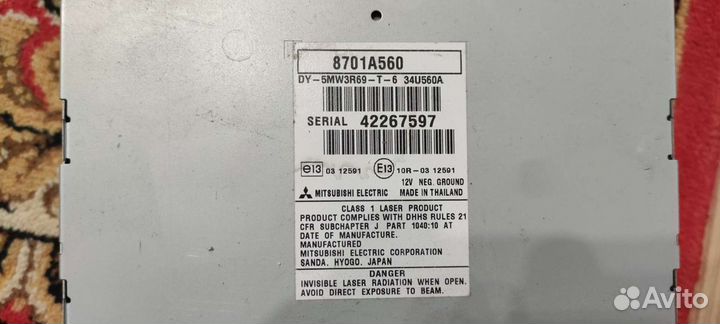 8701A560
DY-5MW3R69-T-6 34U560A
SERIAL 42267597
e13 03 12591 E13 10R-03 12591
12V NEG. GROUND
MITSUBISHI ELECTRIC MADE IN THAILAND
CLASS 1 LASER PRODUCT
PRODUCT COMPLIES WITH DHHS RULES 21
CFR SUBCHAPTER J PART 1040:10 AT
DATE OF MANUFACTURE.
MANUFACTURED
MITSUBISHI ELECTRIC CORPORATION
SANDA, HYOGO, JAPAN
DANGER
INVISIBLE LASER RADIATION WHEN OPEN.
AVOID DIRECT EXPOSURE TO BEAM.
Avito